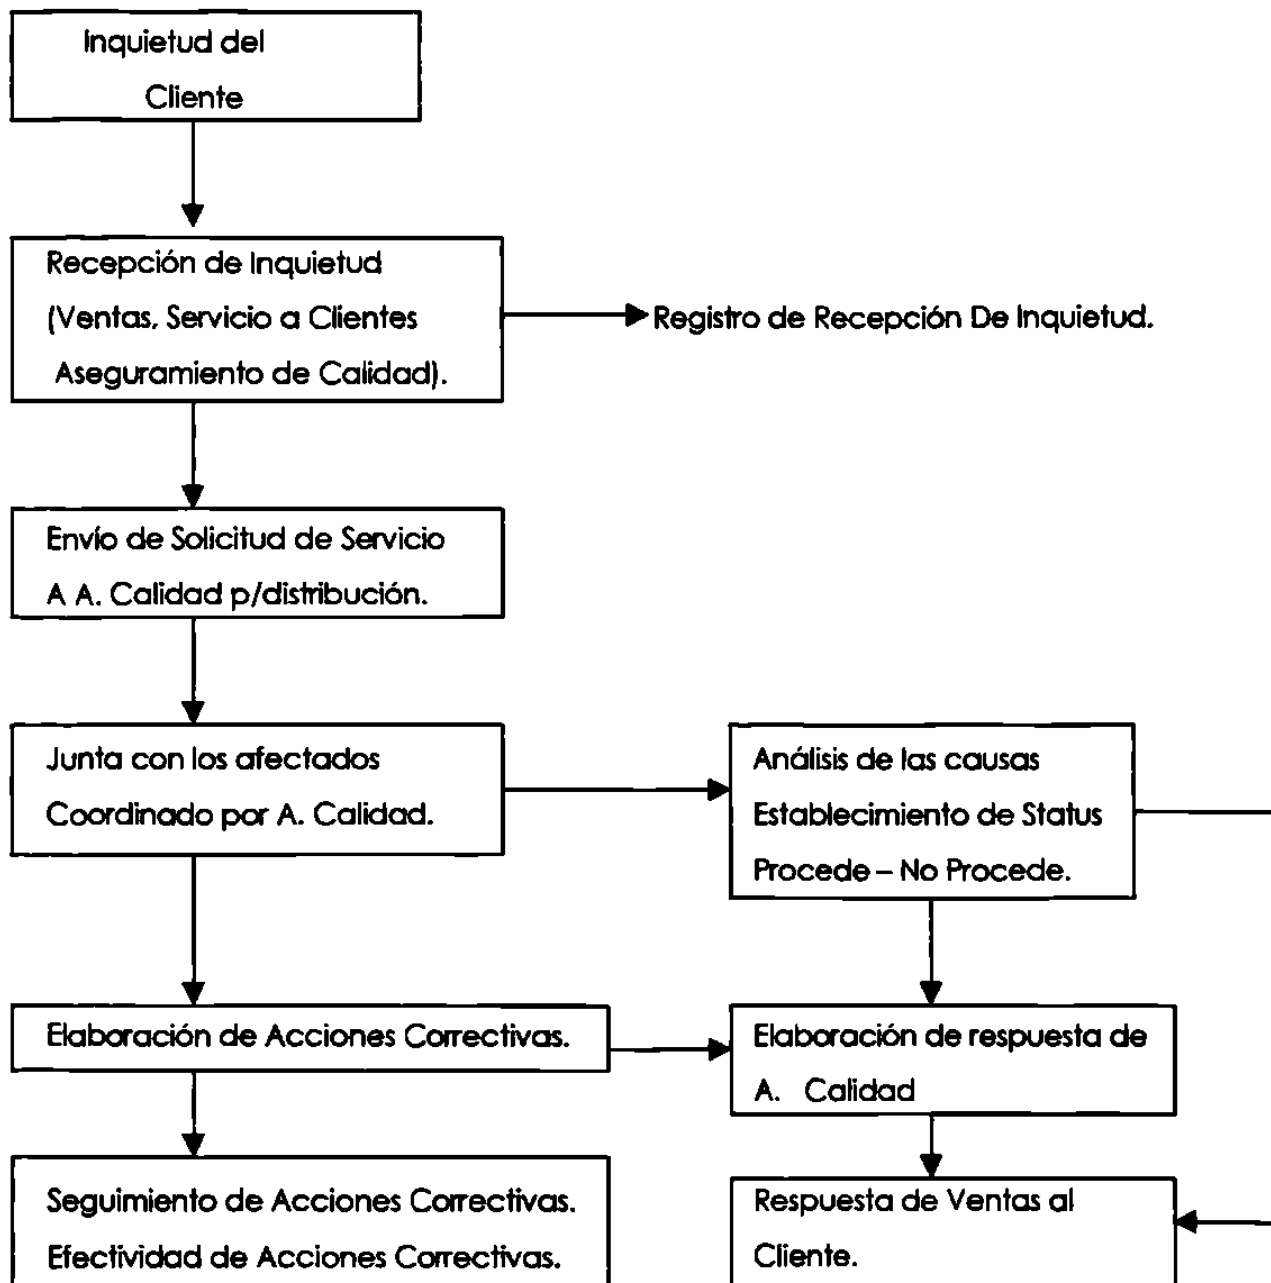 Inquietud del
Cliente
Recepción de Inquietud
(Ventas, Servicio a Clientes
Aseguramiento de Calidad).
Registro de Recepción De Inquietud.
Envío de Solicitud de Servicio
A A. Calidad p/distribución.
Junta con los afectados
Coordinado por A. Calidad.
Análisis de las causas
Establecimiento de Status
Procede – No Procede.
Elaboración de Acciones Correctivas.
Elaboración de respuesta de
A. Calidad
Seguimiento de Acciones Correctivas.
Efectividad de Acciones Correctivas.
Respuesta de Ventas al
Cliente.